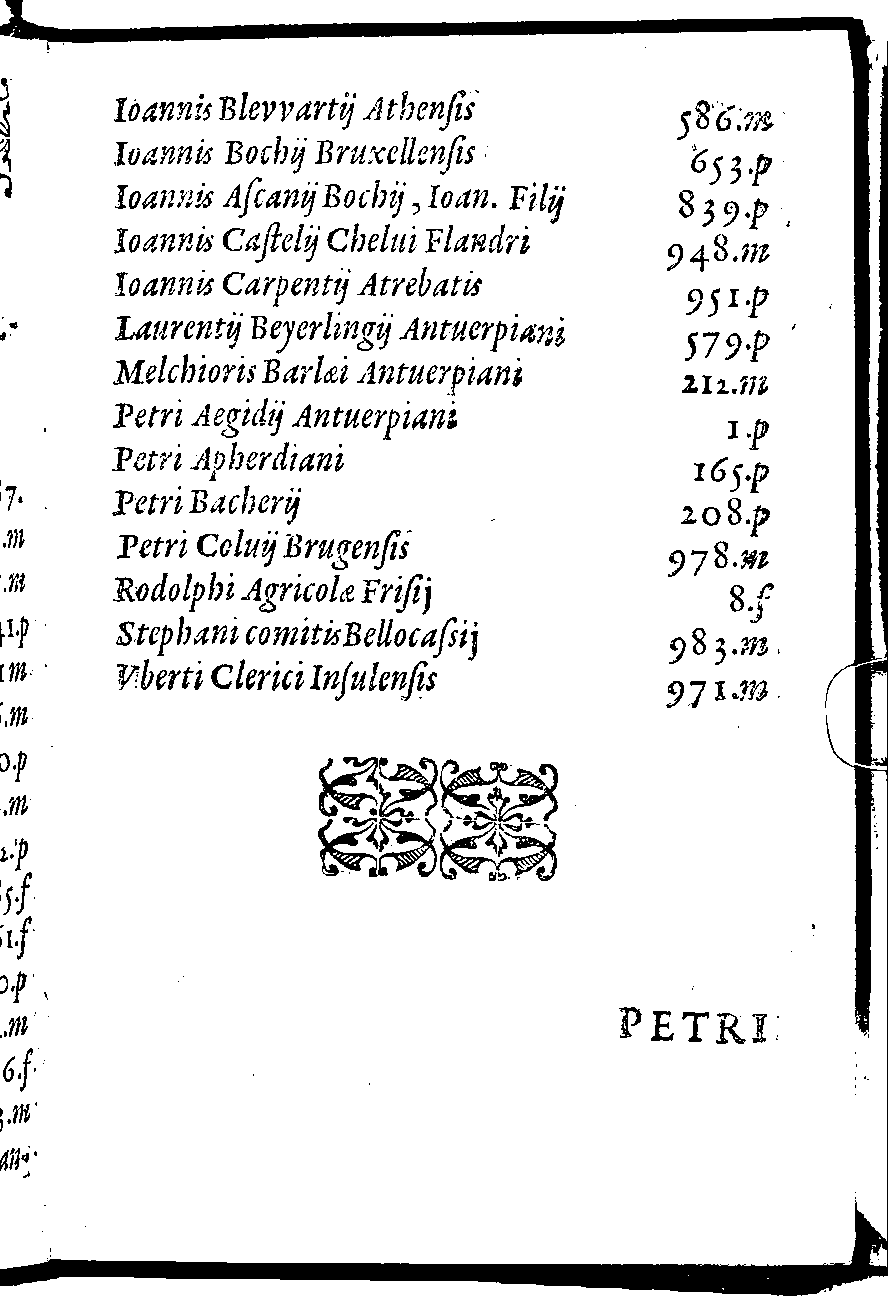 Ioannis Blevvartij Athenſis 586.m
Ioannis Bochij Bruxellenſis 653.p
Ioannis Aſcanij Bochij, Ioan. Filij 839.p
Ioannis Caſtelij Chelui Flandri 948.m
Ioannis Carpentij Atrebatis 951.p
Laurentij Beyerlingij Antuerpiani 579.p
Melchioris Barlæi Antuerpiani 212.m
Petri Aegidij Antuerpiani 1.p
Petri Apherdiani 165.p
Petri Bacherij 208.p
Petri Coluij Brugenſis 978.m
Rodolphi Agricolæ Friſij 8.f
Stephani comitis Bellocaſsij 983.m
Vberti Clerici Inſulenſis 971.m
PETRI